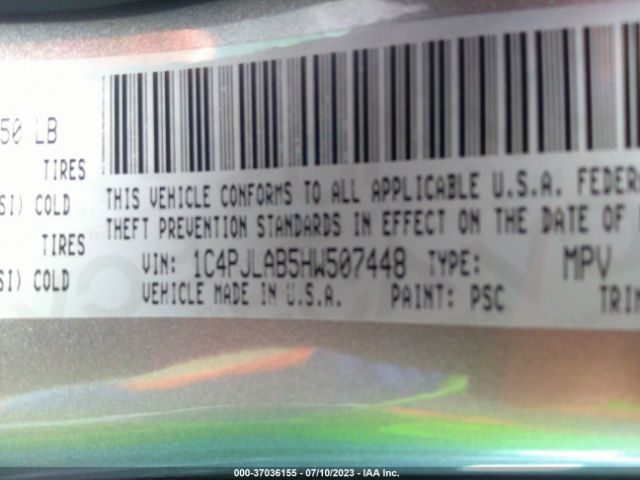 50 LB
TIRES
SI) COLD
TIRES
SI) COLD
THIS VEHICLE CONFORMS TO ALL APPLICABLE U.S.A. FEDER
THEFT PREVENTION STANDARDS IN EFFECT ON THE DATE OF
VIN: 1C4PJLAB5HW507448 TYPE: MPV
VEHICLE MADE IN U.S.A. PAINT: PSC TRIM
000-37036155 - 07/10/2023 - IAA Inc.